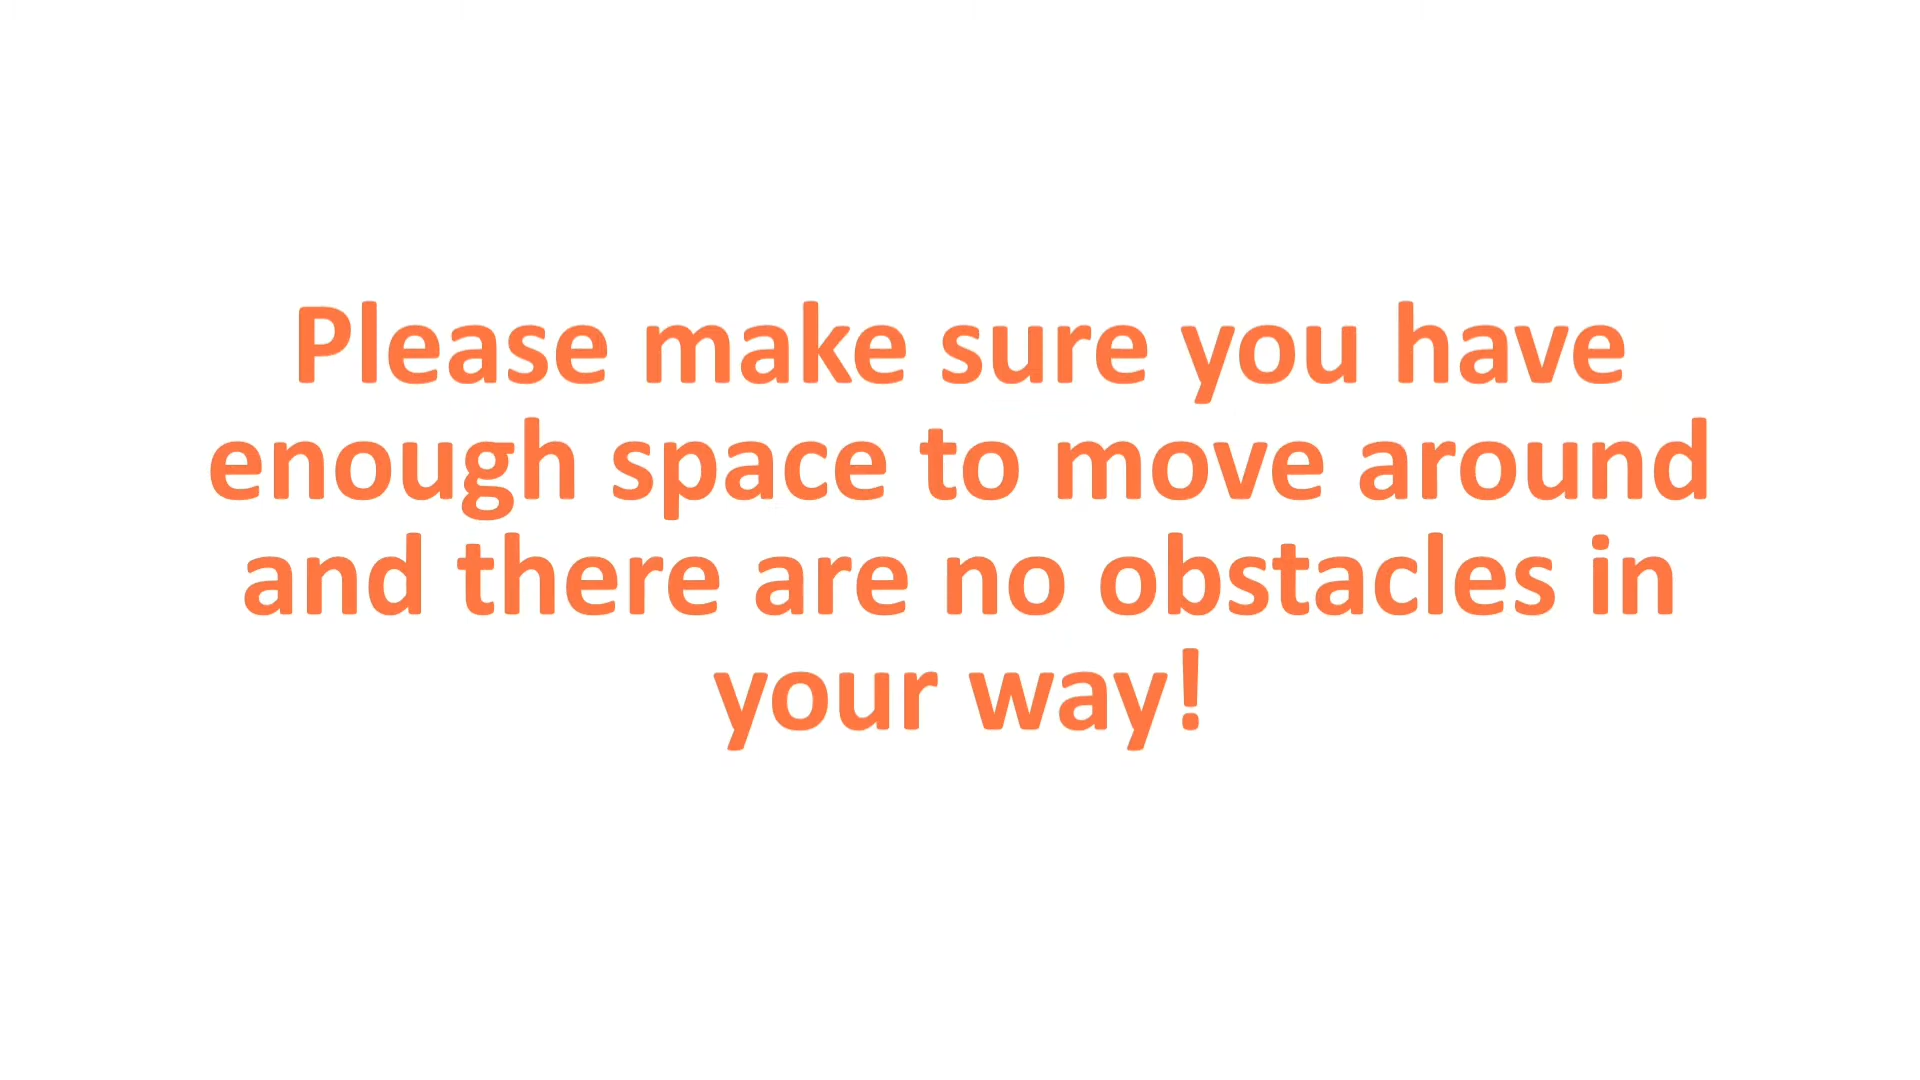 Please make sure you have
enough space to move around
and there are no obstacles in
your way!